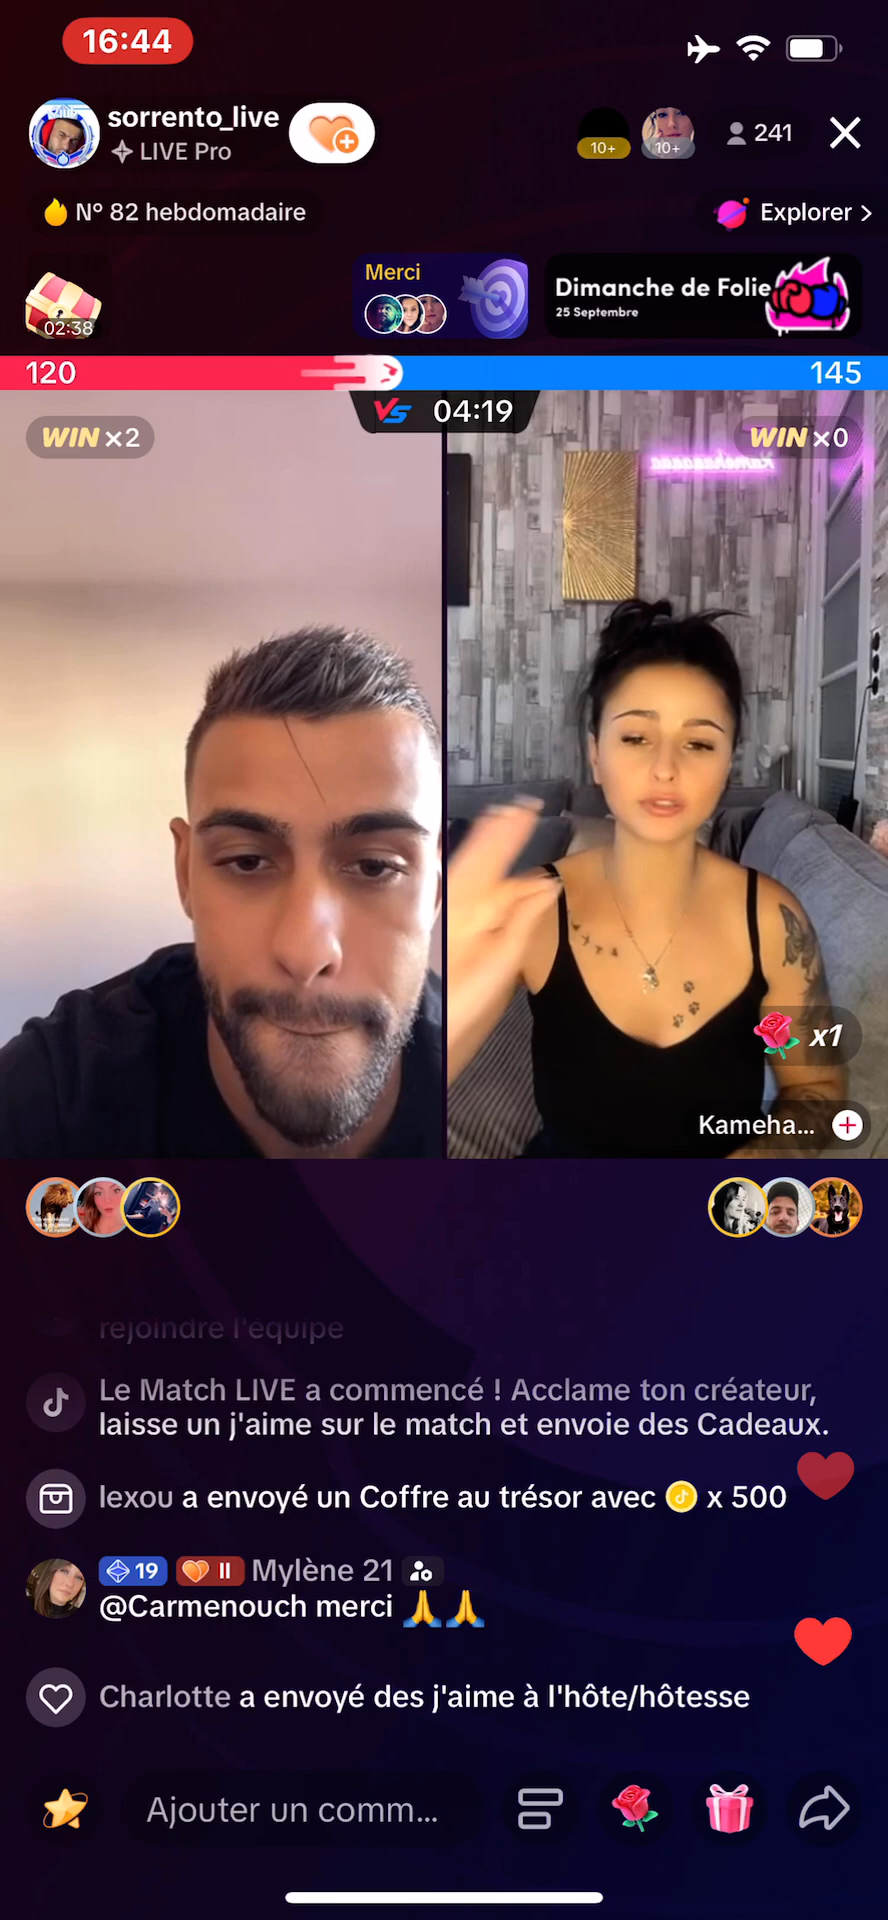 16:44
sorrento_live
LIVE Pro
10+
10+
241
N° 82 hebdomadaire
Explorer >
02:38
Merci
Dimanche de Folie
25 Septembre
120
145
VS 04:19
WIN x2
WIN x0
x1
Kameha...
rejoindre l'équipe
Le Match LIVE a commencé ! Acclame ton créateur,
laisse un j'aime sur le match et envoie des Cadeaux.
lexou a envoyé un Coffre au trésor avec x 500
19 II Mylène 21
@Carmenouch merci 🙏🙏
Charlotte a envoyé des j'aime à l'hôte/hôtesse
Ajouter un comm...